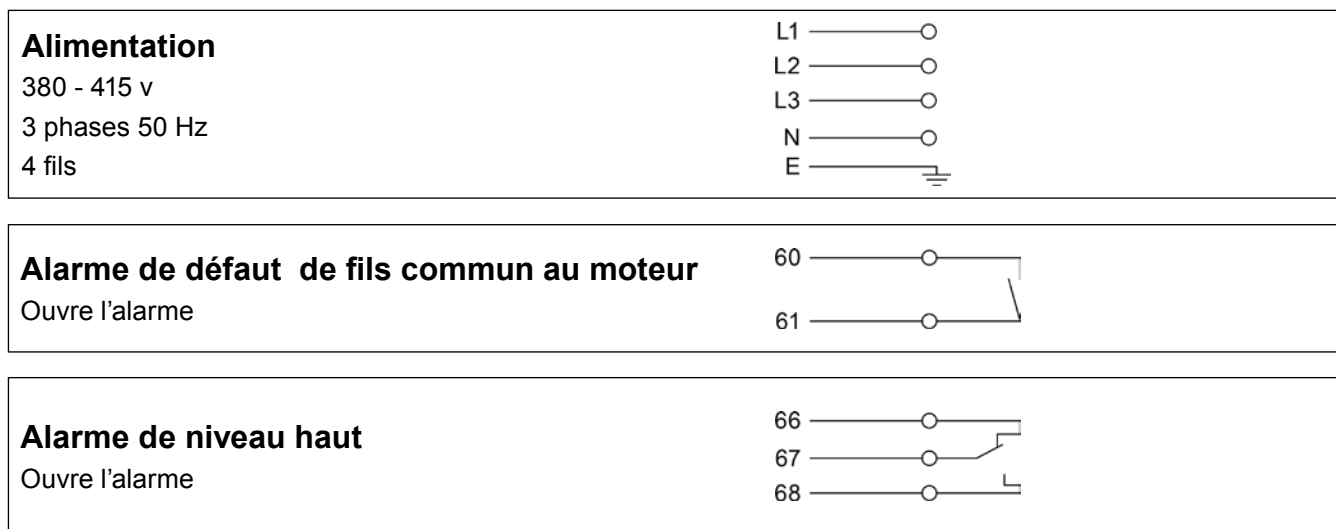 Alimentation
380 - 415 v
3 phases 50 Hz
4 fils
L1
L2
L3
N
E
Alarme de défaut de fils commun au moteur
Ouvre l’alarme
60
61
Alarme de niveau haut
Ouvre l’alarme
66
67
68